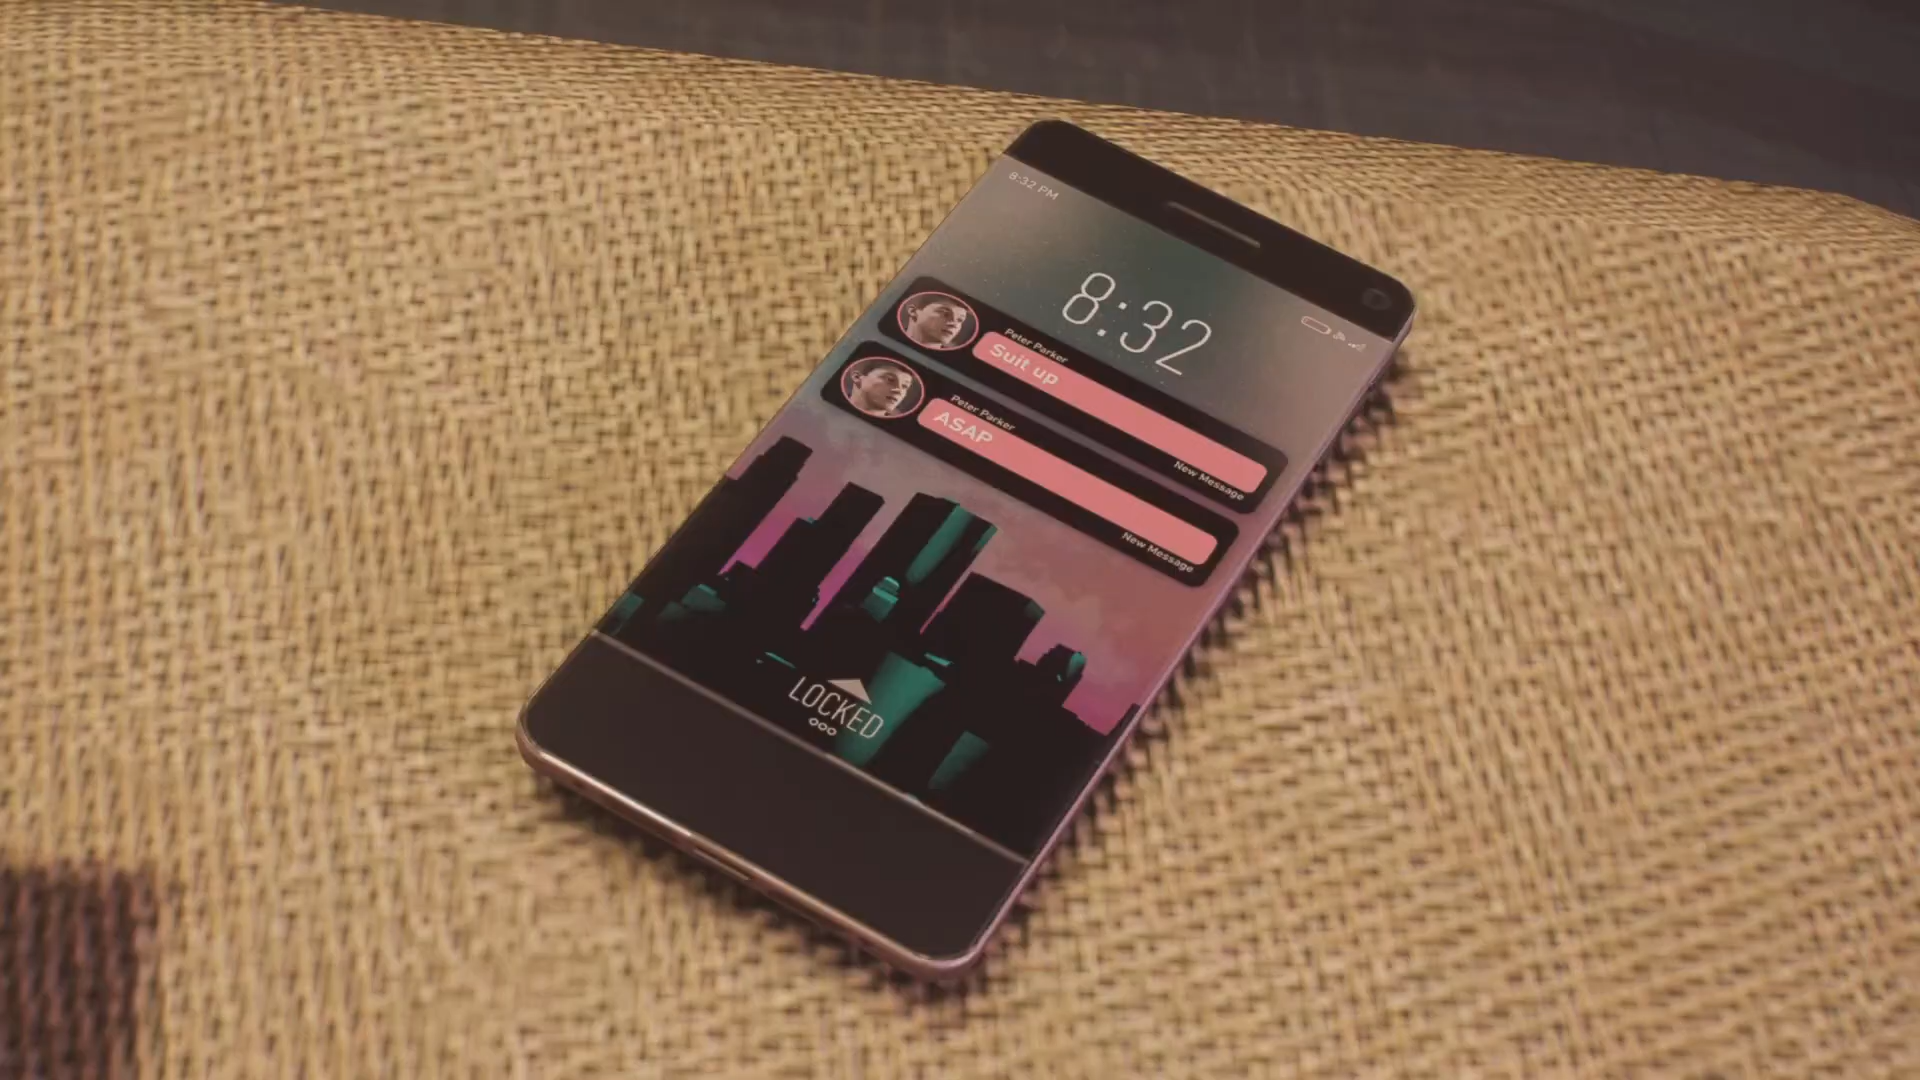 8:32 PM
8:32
Peter Parker
Suit up
New Message
Peter Parker
ASAP
New Message
LOCKED